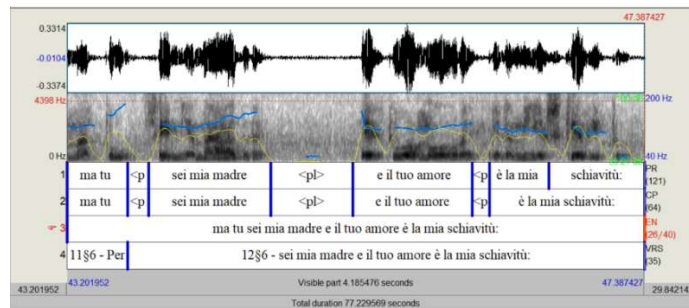 47.387427
0.3314
-0.0104
-0.3374
4398 Hz
200 Hz
0 Hz
40 Hz
1 ma tu <p sei mia madre <pl> e il tuo amore <p è la mia schiavitù: PR (121)
2 ma tu <p sei mia madre <pl> e il tuo amore <p è la mia schiavitù: CP (64)
3 ma tu sei mia madre e il tuo amore è la mia schiavitù: EN (26/40)
4 11§6 - Per 12§6 - sei mia madre e il tuo amore è la mia schiavitù: VRS (35)
43.201952 Visible part 4.185476 seconds 47.387427
43.201952 29.84214
Total duration 77.229569 seconds